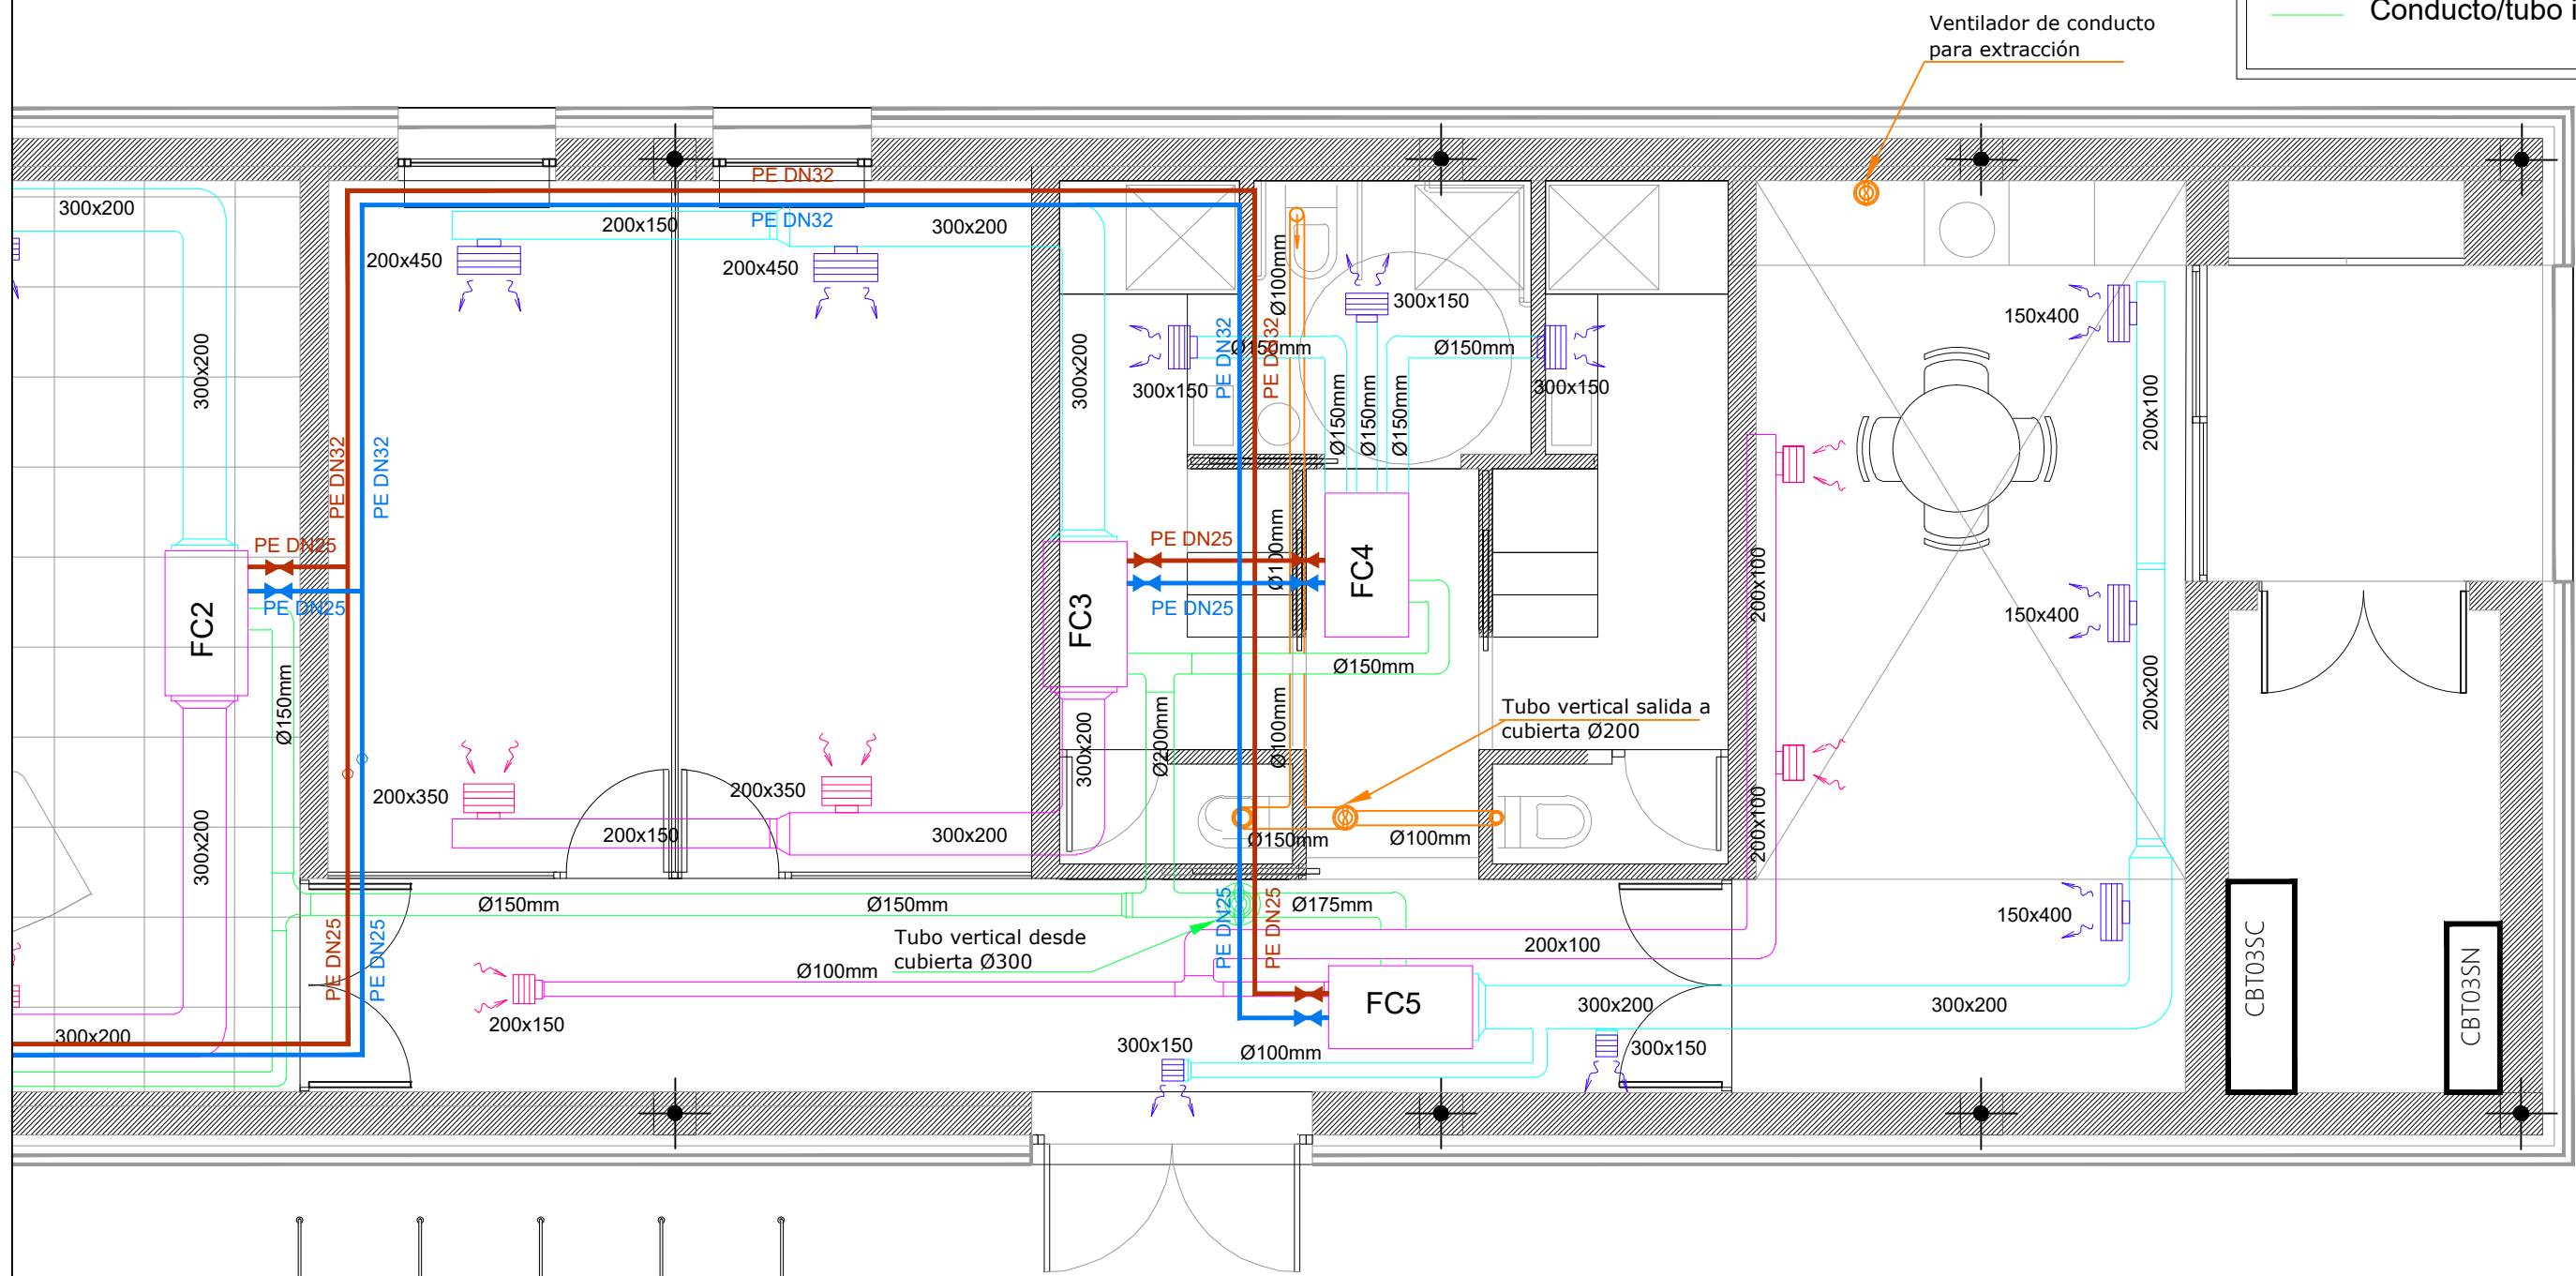 Conducto/tubo i
Ventilador de conducto
para extracción
PE DN32
300x200
200x150
PE DN32
300x200
200x450
200x450
Ø100mm
300x150
150x400
300x200
300x200
PE DN32
Ø150mm
PE DN32
Ø150mm
300x150
300x150
Ø150mm
Ø150mm
Ø150mm
200x100
PE DN32
PE DN32
PE DN25
PE DN25
FC2
PE DN25
PE DN25
FC3
Ø100mm
FC4
200x100
150x400
Ø150mm
Ø150mm
300x200
Ø200mm
Ø100mm
Tubo vertical salida a
cubierta Ø200
200x200
200x350
200x350
300x200
200x150
300x200
Ø150mm
Ø100mm
200x100
Ø150mm
Ø150mm
PE DN25
PE DN25
Ø175mm
150x400
PE DN25
PE DN25
Tubo vertical desde
cubierta Ø300
200x100
Ø100mm
200x150
FC5
300x200
300x200
CBT03SC
CBT03SN
300x200
300x150
Ø100mm
300x150